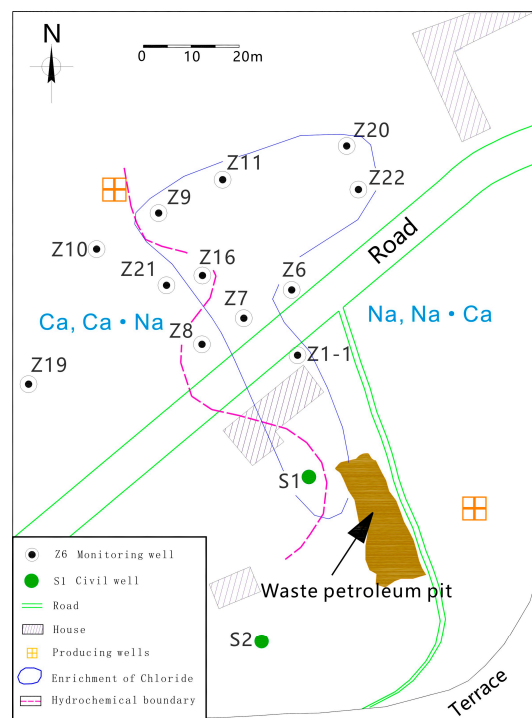 N
0 10 20m
Z20
Z11
Z22
Z9
Road
Z10
Z16
Z6
Z21
Z7
Ca, Ca • Na
Na, Na • Ca
Z8
Z1-1
Z19
S1
Waste petroleum pit
S2
Terrace
Z6 Monitoring well
S1 Civil well
Road
House
Producing wells
Enrichment of Chloride
Hydrochemical boundary